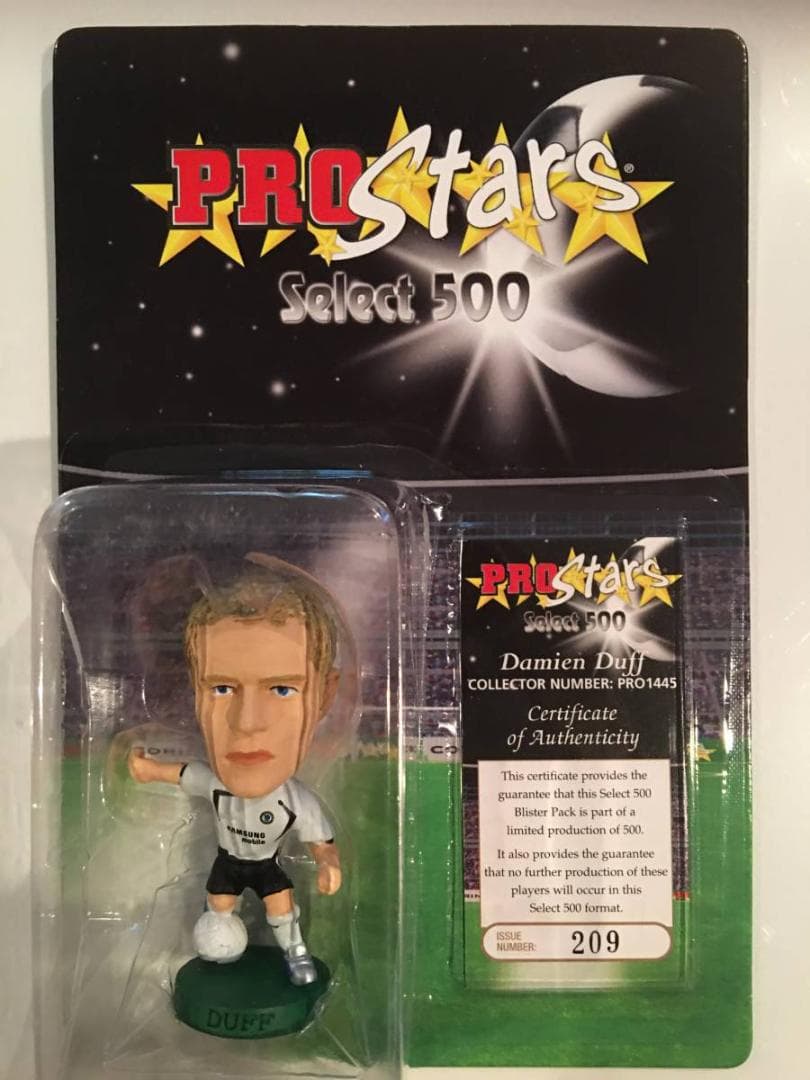 PROStars®
Select 500
PROStars
Select 500
Damien Duff
COLLECTOR NUMBER: PRO1445
Certificate
of Authenticity
This certificate provides the
guarantee that this Select 500
Blister Pack is part of a
limited production of 500.
It also provides the guarantee
that no further production of these
players will occur in this
Select 500 format.
ISSUE
NUMBER: 209
SAMSUNG
Mobile
DUFF